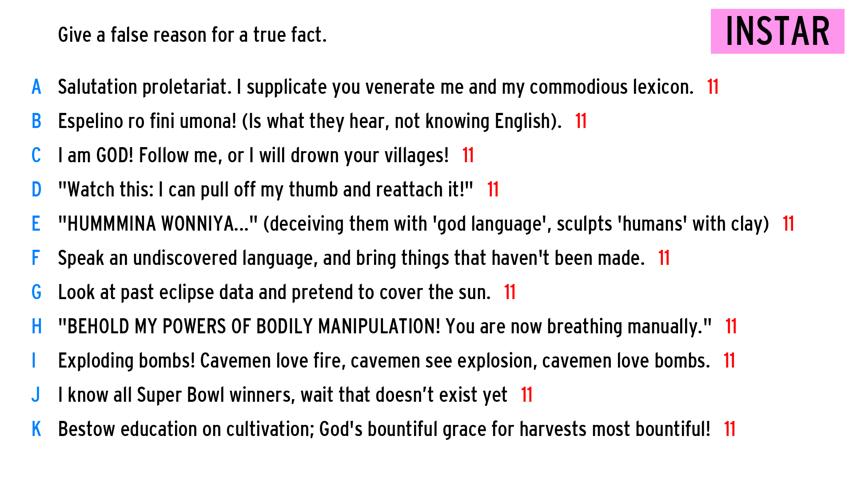 Give a false reason for a true fact.
INSTAR
A Salutation proletariat. I supplicate you venerate me and my commodious lexicon. 11
B Espelino ro fini umona! (Is what they hear, not knowing English). 11
C I am GOD! Follow me, or I will drown your villages! 11
D "Watch this: I can pull off my thumb and reattach it!" 11
E "HUMMMINA WONNIYA..." (deceiving them with 'god language', sculpts 'humans' with clay) 11
F Speak an undiscovered language, and bring things that haven't been made. 11
G Look at past eclipse data and pretend to cover the sun. 11
H "BEHOLD MY POWERS OF BODILY MANIPULATION! You are now breathing manually." 11
I Exploding bombs! Cavemen love fire, cavemen see explosion, cavemen love bombs. 11
J I know all Super Bowl winners, wait that doesn’t exist yet 11
K Bestow education on cultivation; God's bountiful grace for harvests most bountiful! 11